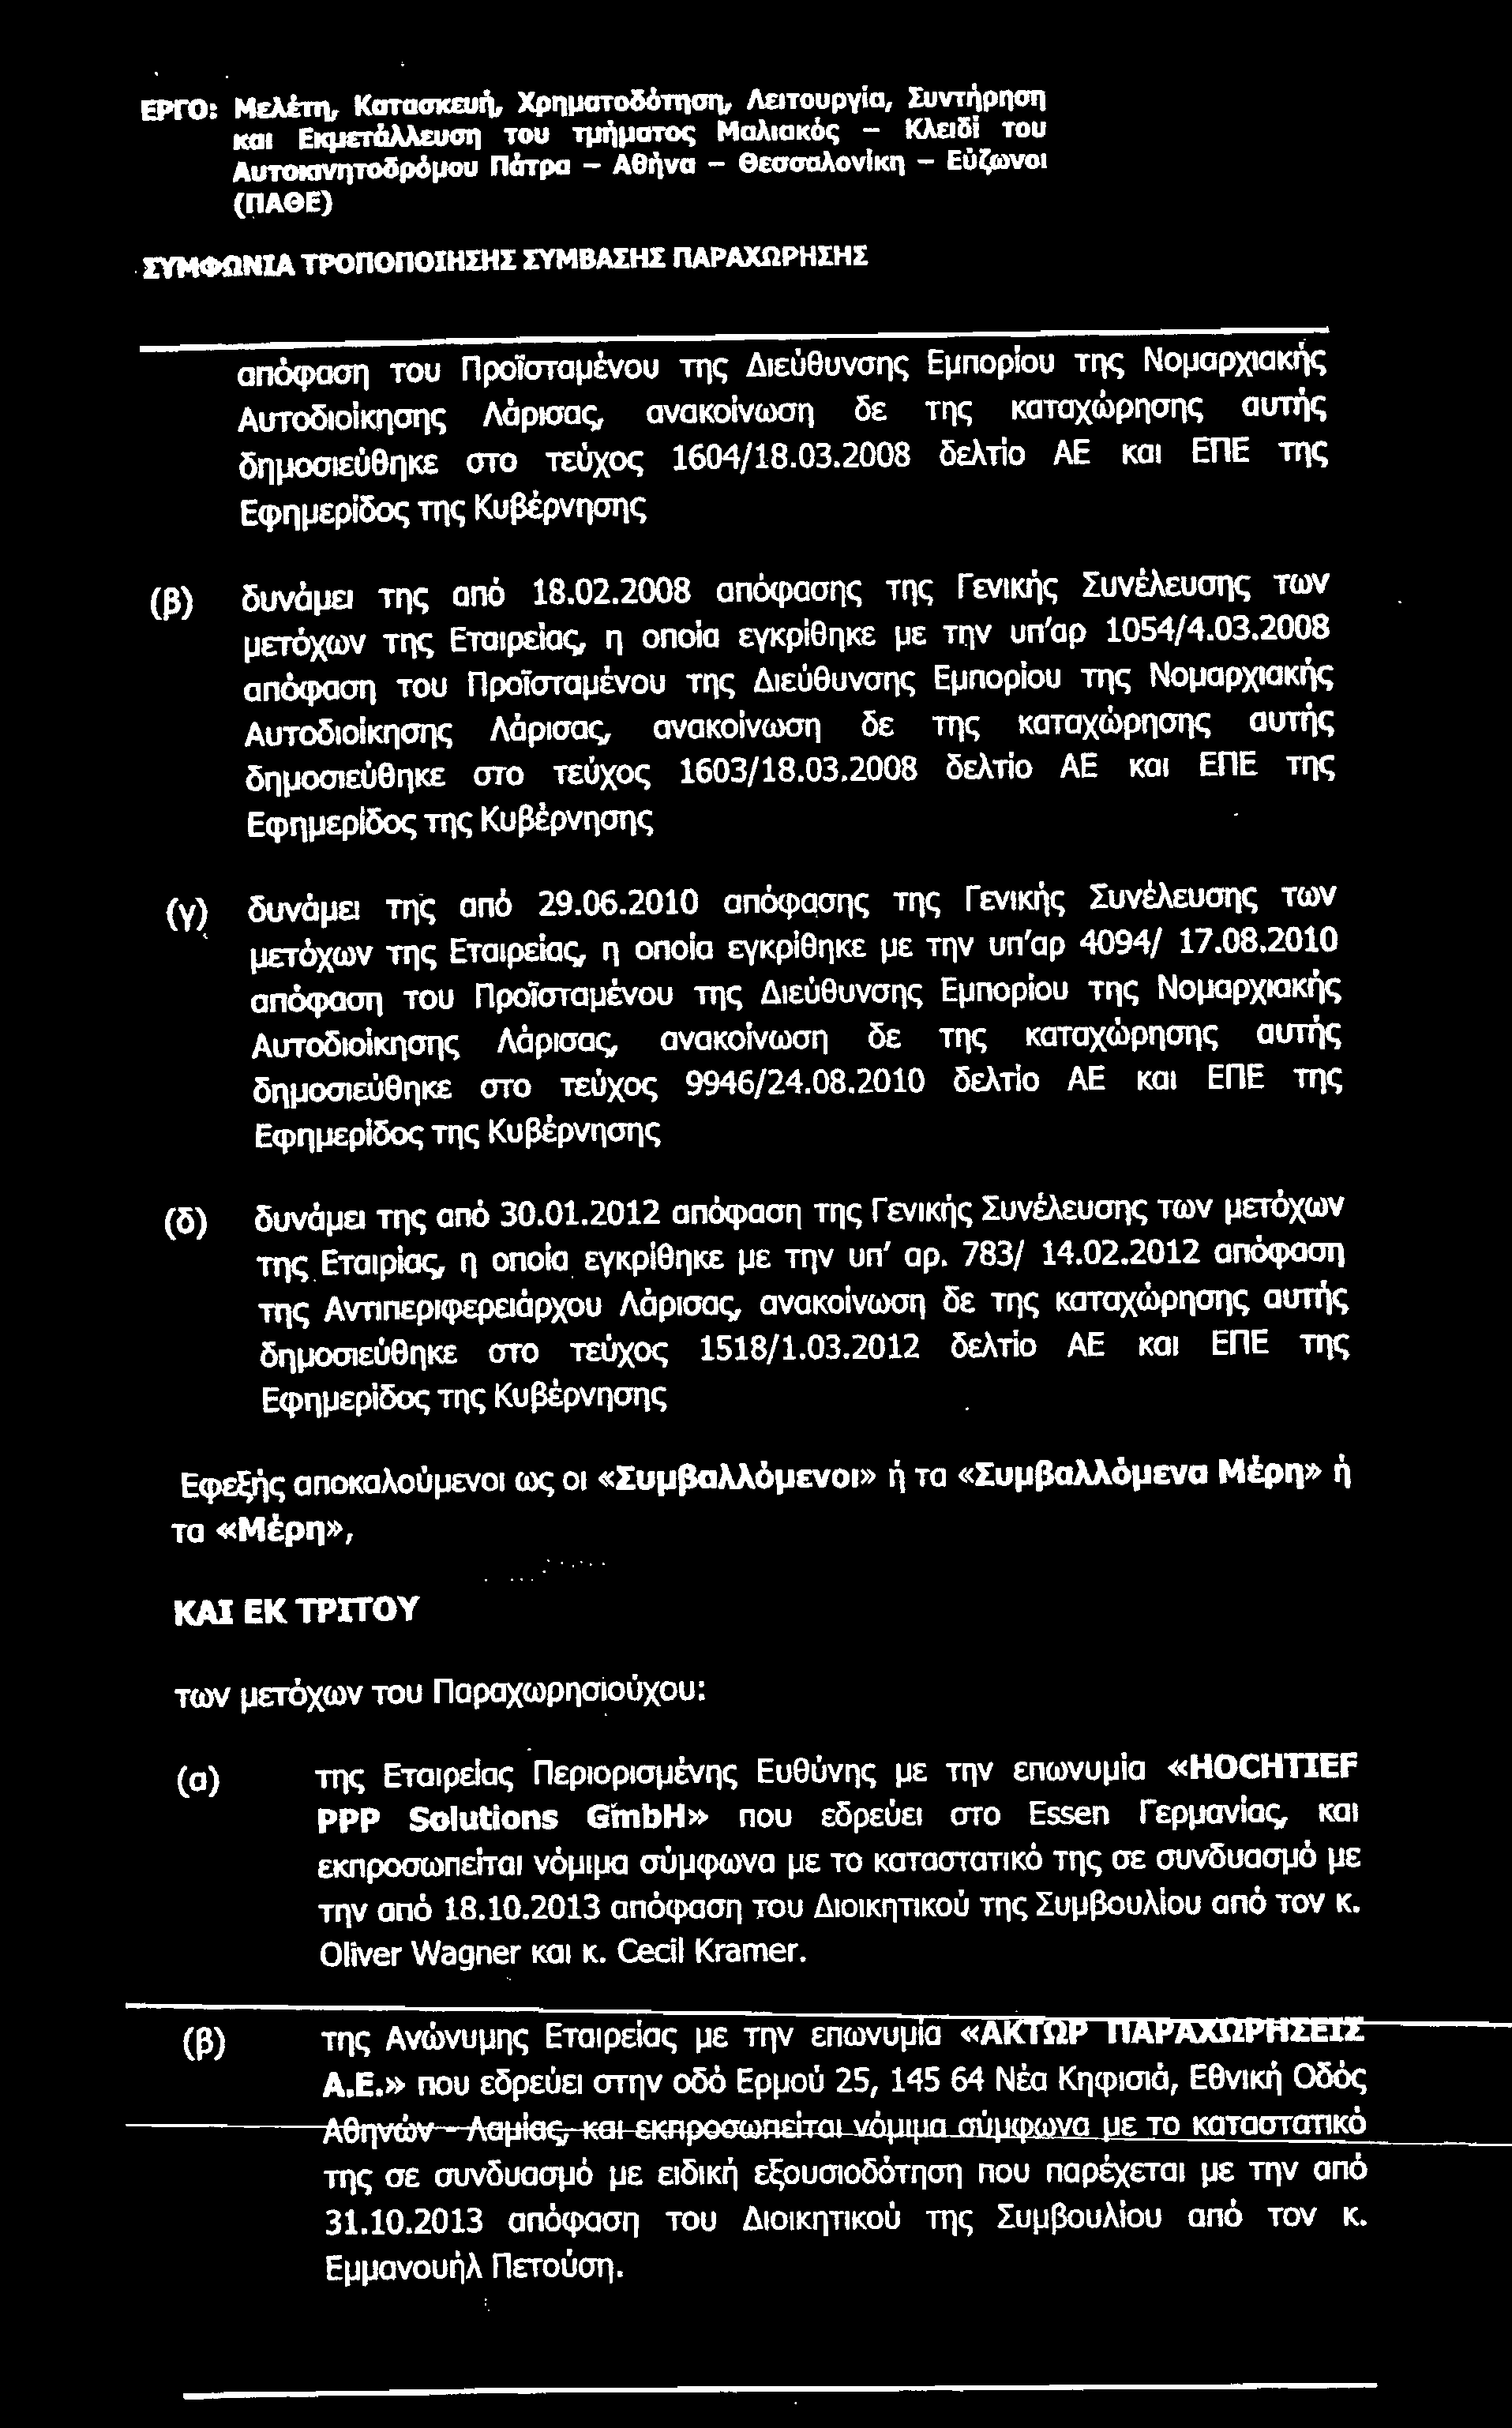 ΕΡΓΟ: Μελέτη, Κατασκευή, Χρηματοδότηση, Λειτουργία, Συντήρηση
και Εκμετάλλευση του τμήματος Μαλιακός – Κλειδί του
Αυτοκινητοδρόμου Πάτρα – Αθήνα – Θεσσαλονίκη – Εύζωνοι
(ΠΑΘΕ)
ΣΥΜΦΩΝΙΑ ΤΡΟΠΟΠΟΙΗΣΗΣ ΣΥΜΒΑΣΗΣ ΠΑΡΑΧΩΡΗΣΗΣ
απόφαση του Προϊσταμένου της Διεύθυνσης Εμπορίου της Νομαρχιακής
Αυτοδιοίκησης Λάρισας, ανακοίνωση δε της καταχώρησης αυτής
δημοσιεύθηκε στο τεύχος 1604/18.03.2008 δελτίο ΑΕ και ΕΠΕ της
Εφημερίδος της Κυβέρνησης
(β) δυνάμει της από 18.02.2008 απόφασης της Γενικής Συνέλευσης των
μετόχων της Εταιρείας, η οποία εγκρίθηκε με την υπ'αρ 1054/4.03.2008
απόφαση του Προϊσταμένου της Διεύθυνσης Εμπορίου της Νομαρχιακής
Αυτοδιοίκησης Λάρισας, ανακοίνωση δε της καταχώρησης αυτής
δημοσιεύθηκε στο τεύχος 1603/18.03.2008 δελτίο ΑΕ και ΕΠΕ της
Εφημερίδος της Κυβέρνησης
(γ) δυνάμει της από 29.06.2010 απόφασης της Γενικής Συνέλευσης των
μετόχων της Εταιρείας, η οποία εγκρίθηκε με την υπ'αρ 4094/ 17.08.2010
απόφαση του Προϊσταμένου της Διεύθυνσης Εμπορίου της Νομαρχιακής
Αυτοδιοίκησης Λάρισας, ανακοίνωση δε της καταχώρησης αυτής
δημοσιεύθηκε στο τεύχος 9946/24.08.2010 δελτίο ΑΕ και ΕΠΕ της
Εφημερίδος της Κυβέρνησης
(δ) δυνάμει της από 30.01.2012 απόφαση της Γενικής Συνέλευσης των μετόχων
της Εταιρίας, η οποία εγκρίθηκε με την υπ' αρ. 783/ 14.02.2012 απόφαση
της Αντιπεριφερειάρχου Λάρισας, ανακοίνωση δε της καταχώρησης αυτής
δημοσιεύθηκε στο τεύχος 1518/1.03.2012 δελτίο ΑΕ και ΕΠΕ της
Εφημερίδος της Κυβέρνησης
Εφεξής αποκαλούμενοι ως οι «Συμβαλλόμενοι» ή τα «Συμβαλλόμενα Μέρη» ή
τα «Μέρη»,
ΚΑΙ ΕΚ ΤΡΙΤΟΥ
των μετόχων του Παραχωρησιούχου:
(α) της Εταιρείας Περιορισμένης Ευθύνης με την επωνυμία «HOCHTIEF
PPP Solutions GmbH» που εδρεύει στο Essen Γερμανίας, και
εκπροσωπείται νόμιμα σύμφωνα με το καταστατικό της σε συνδυασμό με
την από 18.10.2013 απόφαση του Διοικητικού της Συμβουλίου από τον κ.
Oliver Wagner και κ. Cecil Kramer.
(β) της Ανώνυμης Εταιρείας με την επωνυμία «ΑΚΤΩΡ ΠΑΡΑΧΩΡΗΣΕΙΣ
Α.Ε.» που εδρεύει στην οδό Ερμού 25, 145 64 Νέα Κηφισιά, Εθνική Οδός
Αθηνών – Λαμίας, και εκπροσωπείται νόμιμα σύμφωνα με το καταστατικό
της σε συνδυασμό με ειδική εξουσιοδότηση που παρέχεται με την από
31.10.2013 απόφαση του Διοικητικού της Συμβουλίου από τον κ.
Εμμανουήλ Πετούση.